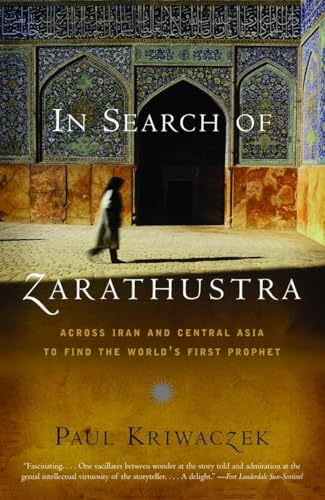 IN SEARCH OF
ZARATHUSTRA
ACROSS IRAN AND CENTRAL ASIA
TO FIND THE WORLD'S FIRST PROPHET
PAUL KRIWACZEK
"Fascinating. . . . One vacillates between wonder at the story told and admiration at the
genial intellectual virtuosity of the storyteller. . . . A delight." —Fort Lauderdale Sun-Sentinel